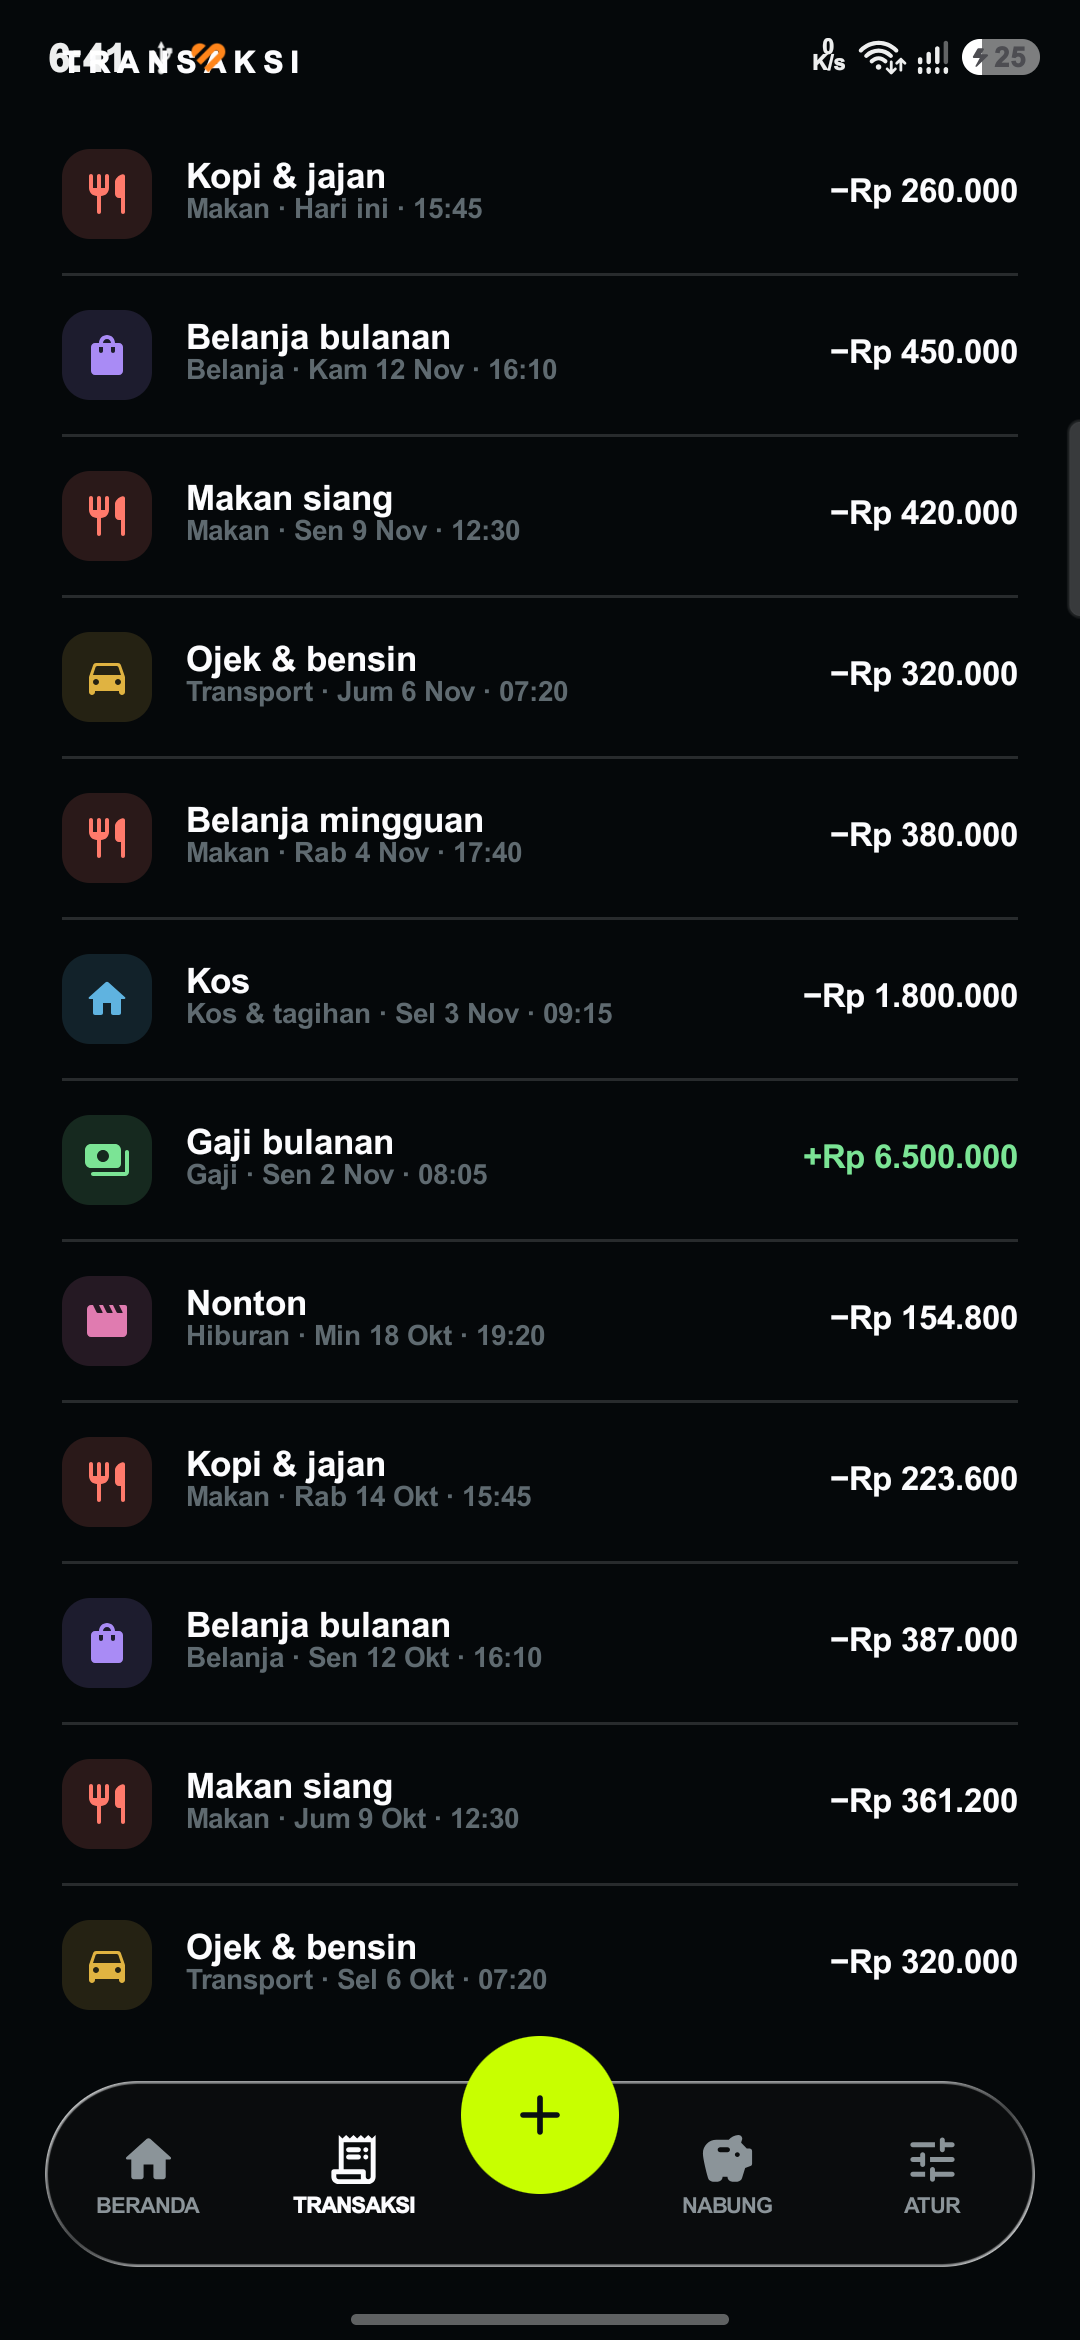 6:41
TRANSAKSI
0 K/s
25
Kopi & jajan
−Rp 260.000
Makan · Hari ini · 15:45
Belanja bulanan
−Rp 450.000
Belanja · Kam 12 Nov · 16:10
Makan siang
−Rp 420.000
Makan · Sen 9 Nov · 12:30
Ojek & bensin
−Rp 320.000
Transport · Jum 6 Nov · 07:20
Belanja mingguan
−Rp 380.000
Makan · Rab 4 Nov · 17:40
Kos
−Rp 1.800.000
Kos & tagihan · Sel 3 Nov · 09:15
Gaji bulanan
+Rp 6.500.000
Gaji · Sen 2 Nov · 08:05
Nonton
−Rp 154.800
Hiburan · Min 18 Okt · 19:20
Kopi & jajan
−Rp 223.600
Makan · Rab 14 Okt · 15:45
Belanja bulanan
−Rp 387.000
Belanja · Sen 12 Okt · 16:10
Makan siang
−Rp 361.200
Makan · Jum 9 Okt · 12:30
Ojek & bensin
−Rp 320.000
Transport · Sel 6 Okt · 07:20
BERANDA
TRANSAKSI
NABUNG
ATUR